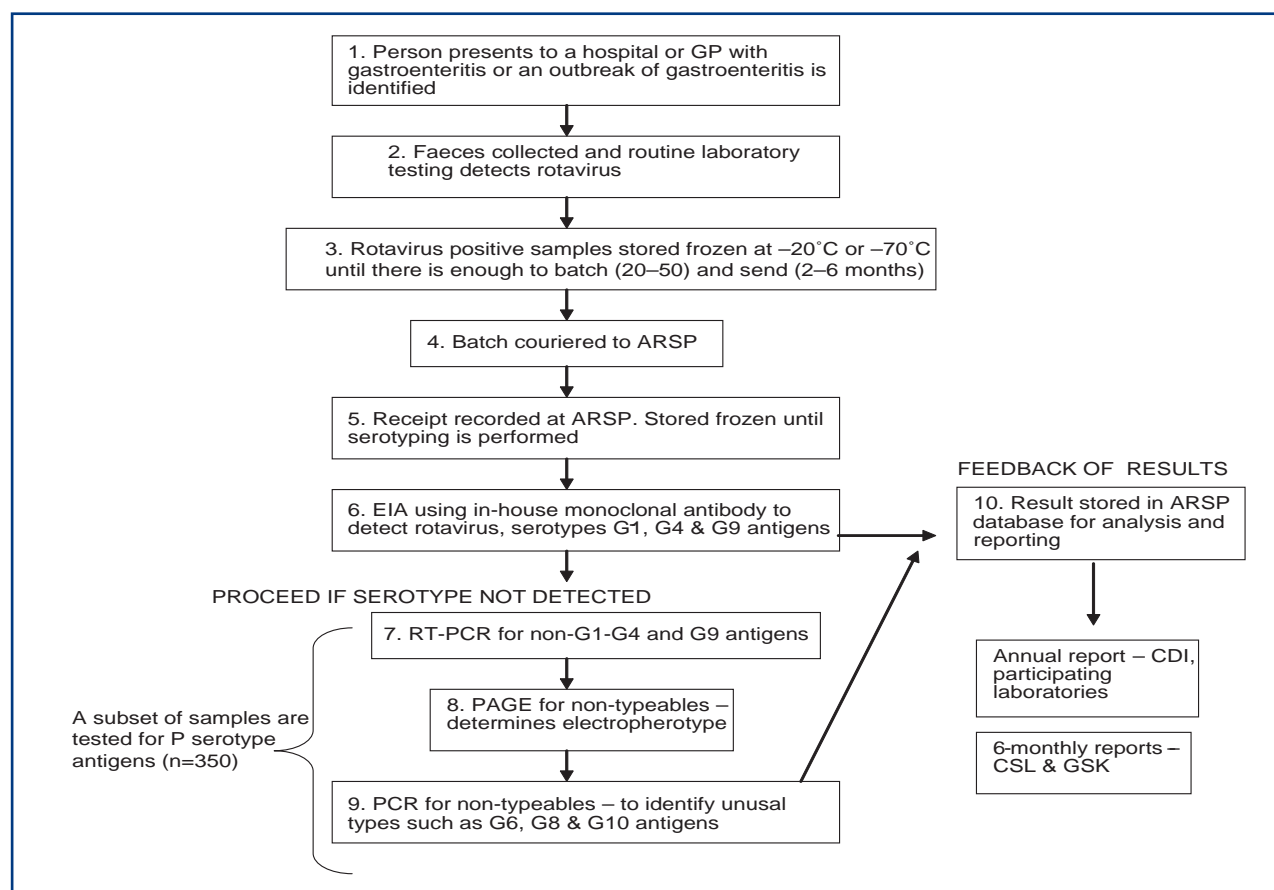 1. Person presents to a hospital or GP with
gastroenteritis or an outbreak of gastroenteritis is
identified
2. Faeces collected and routine laboratory
testing detects rotavirus
3. Rotavirus positive samples stored frozen at –20˚C or –70˚C
until there is enough to batch (20–50) and send (2–6 months)
4. Batch couriered to ARSP
5. Receipt recorded at ARSP. Stored frozen until
serotyping is performed
6. EIA using in-house monoclonal antibody to
detect rotavirus, serotypes G1, G4 & G9 antigens
PROCEED IF SEROTYPE NOT DETECTED
7. RT-PCR for non-G1-G4 and G9 antigens
8. PAGE for non-typeables –
determines electropherotype
9. PCR for non-typeables – to identify unusal
types such as G6, G8 & G10 antigens
A subset of samples are
tested for P serotype
antigens (n=350)
FEEDBACK OF RESULTS
10. Result stored in ARSP
database for analysis and
reporting
Annual report – CDI,
participating
laboratories
6-monthly reports –
CSL & GSK